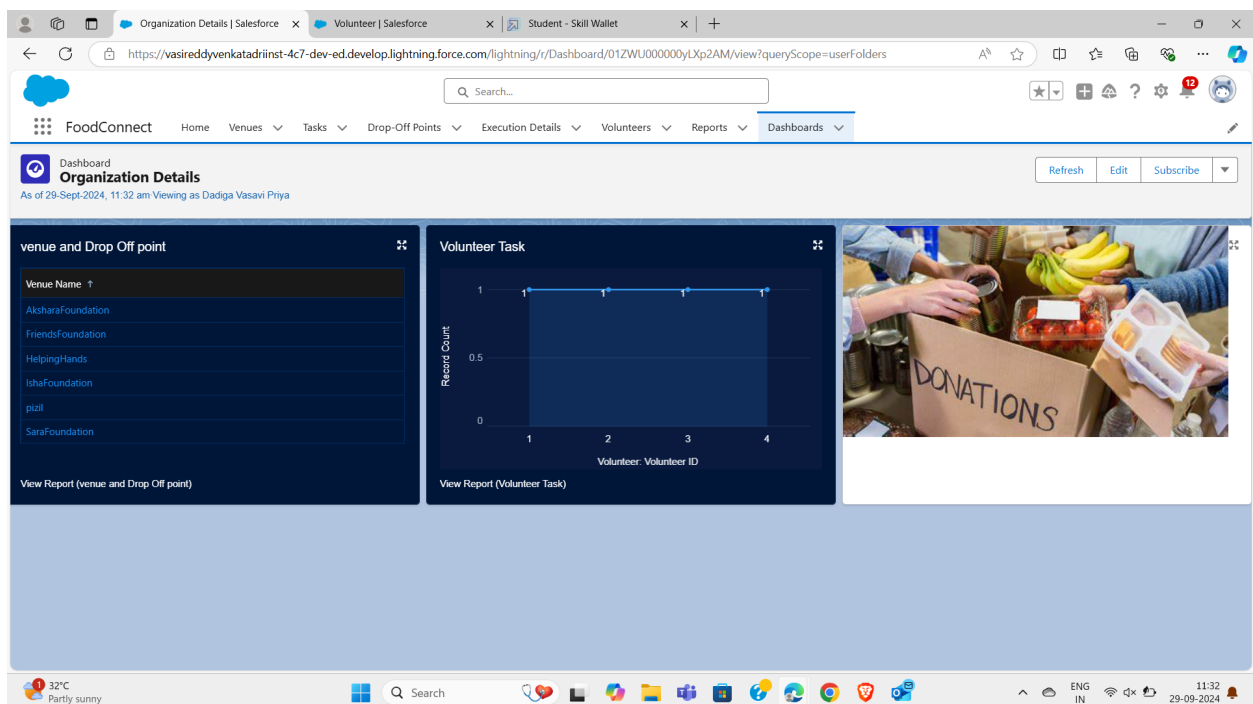 Organization Details | Salesforce
Volunteer | Salesforce
Student - Skill Wallet
https://vasireddyvenkatadriinst-4c7-dev-ed.develop.lightning.force.com/lightning/r/Dashboard/01ZWU000000yLXp2AM/view?queryScope=userFolders
Search...
12
FoodConnect
Home
Venues
Tasks
Drop-Off Points
Execution Details
Volunteers
Reports
Dashboards
Dashboard
Organization Details
As of 29-Sept-2024, 11:32 am·Viewing as Dadiga Vasavi Priya
Refresh
Edit
Subscribe
venue and Drop Off point
Venue Name ↑
AksharaFoundation
FriendsFoundation
HelpingHands
IshaFoundation
pizil
SaraFoundation
View Report (venue and Drop Off point)
Volunteer Task
Record Count
1
0.5
0
1
1
1
1
1
2
3
4
Volunteer: Volunteer ID
View Report (Volunteer Task)
DONATIONS
1
32°C
Partly sunny
Search
ENG
IN
11:32
29-09-2024